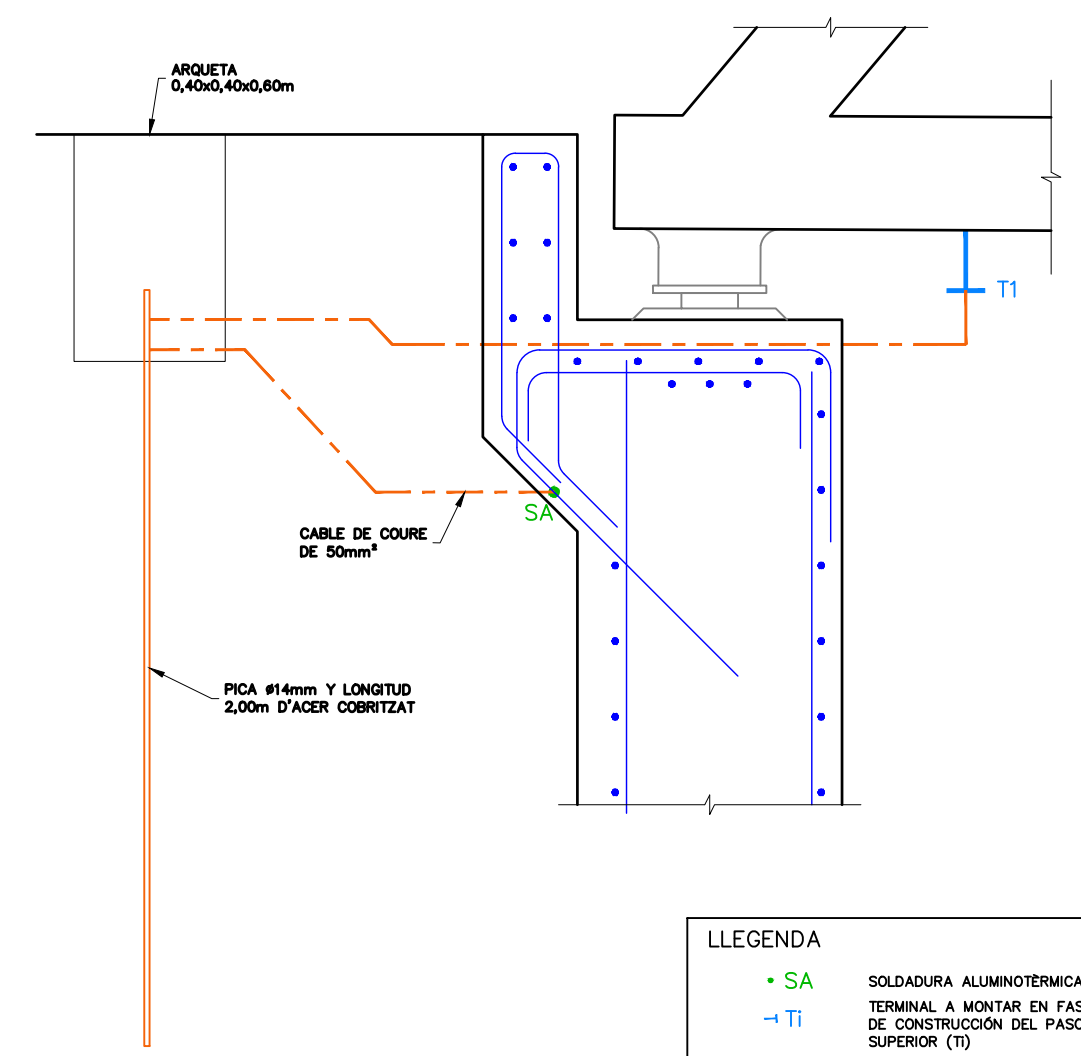 ARQUETA
0,40x0,40x0,60m
T1
SA
CABLE DE COURE
DE 50mm²
PICA ø14mm Y LONGITUD
2,00m D'ACER COBRITZAT
LLEGENDA
SA SOLDADURA ALUMINOTÈRMICA
Ti TERMINAL A MONTAR EN FAS
DE CONSTRUCCIÓN DEL PASO
SUPERIOR (Ti)